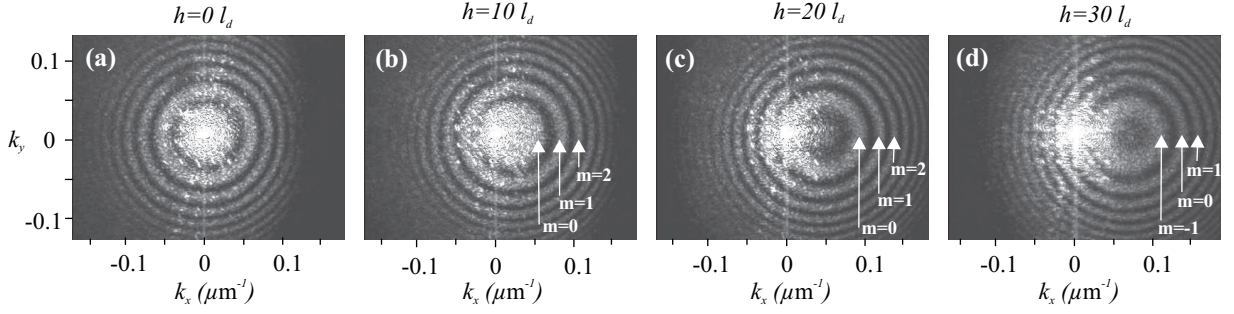 h=0 l_d h=10 l_d h=20 l_d h=30 l_d
(a) (b) (c) (d)
0.1
k_y 0
-0.1
m=2 m=2 m=1
m=1 m=1 m=0
m=0 m=0 m=-1
-0.1 0 0.1 -0.1 0 0.1 -0.1 0 0.1 -0.1 0 0.1
k_x (μm⁻¹) k_x (μm⁻¹) k_x (μm⁻¹) k_x (μm⁻¹)